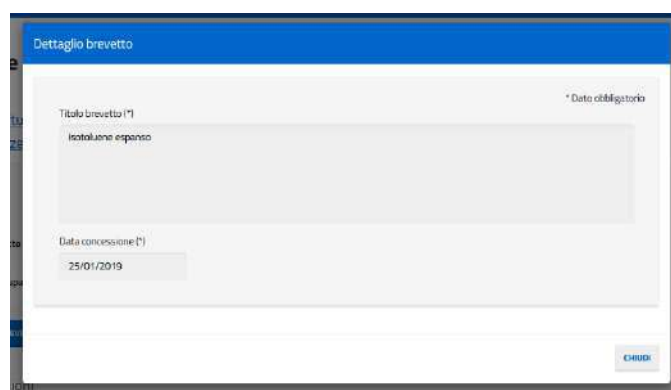 Dettaglio brevetto
* Dato obbligatorio
Titolo brevetto (*)
isotoluene espanso
Data concessione (*)
25/01/2019
CHIUDI